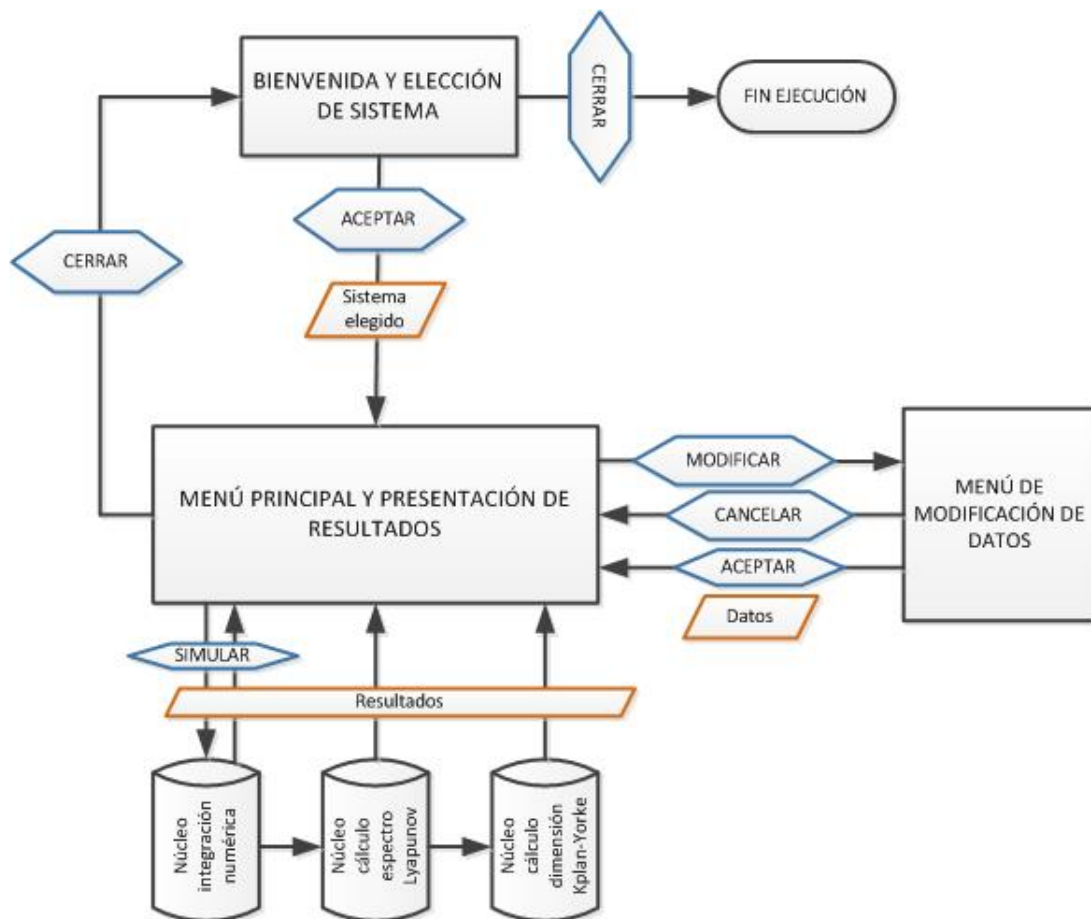 BIENVENIDA Y ELECCIÓN
DE SISTEMA
CERRAR
FIN EJECUCIÓN
ACEPTAR
CERRAR
Sistema
elegido
MENÚ PRINCIPAL Y PRESENTACIÓN DE
RESULTADOS
MODIFICAR
CANCELAR
ACEPTAR
Datos
MENÚ DE
MODIFICACIÓN DE
DATOS
SIMULAR
Resultados
Núcleo
integración
numérica
Núcleo
cálculo
espectro
Lyapunov
Núcleo
cálculo
dimensión
Kplan-Yorke